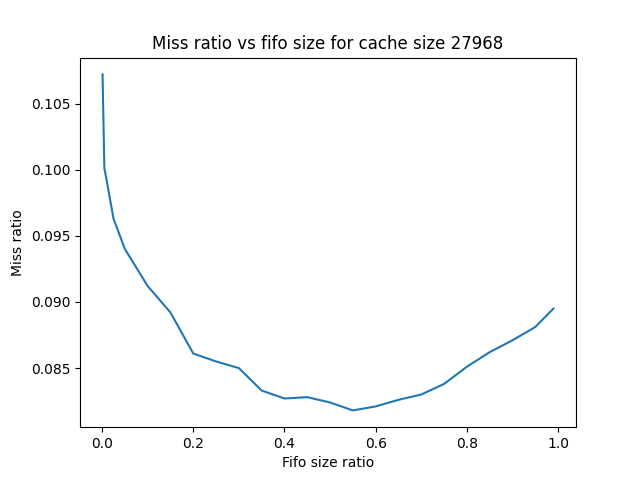 Miss ratio vs fifo size for cache size 27968
0.105
0.100
0.095
0.090
0.085
Miss ratio
0.0 0.2 0.4 0.6 0.8 1.0
Fifo size ratio